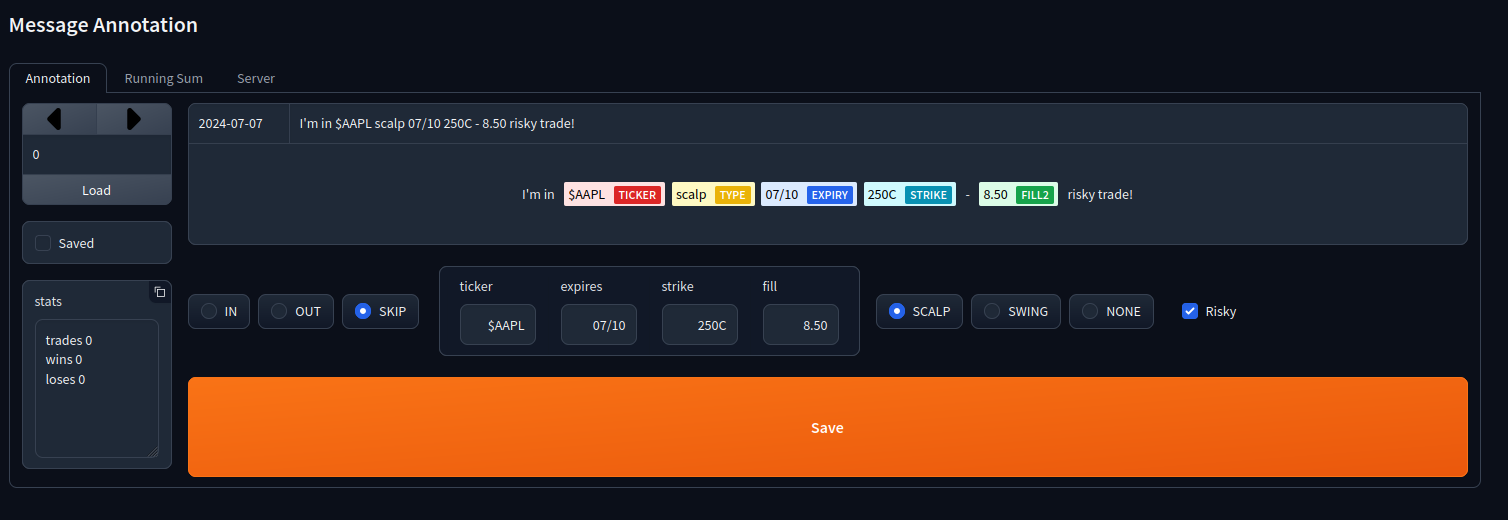 Message Annotation
Annotation Running Sum Server
0
Load
Saved
stats
trades 0
wins 0
loses 0
2024-07-07 I'm in $AAPL scalp 07/10 250C - 8.50 risky trade!
I'm in $AAPL TICKER scalp TYPE 07/10 EXPIRY 250C STRIKE - 8.50 FILL2 risky trade!
IN OUT SKIP
ticker expires strike fill
$AAPL 07/10 250C 8.50
SCALP SWING NONE Risky
Save